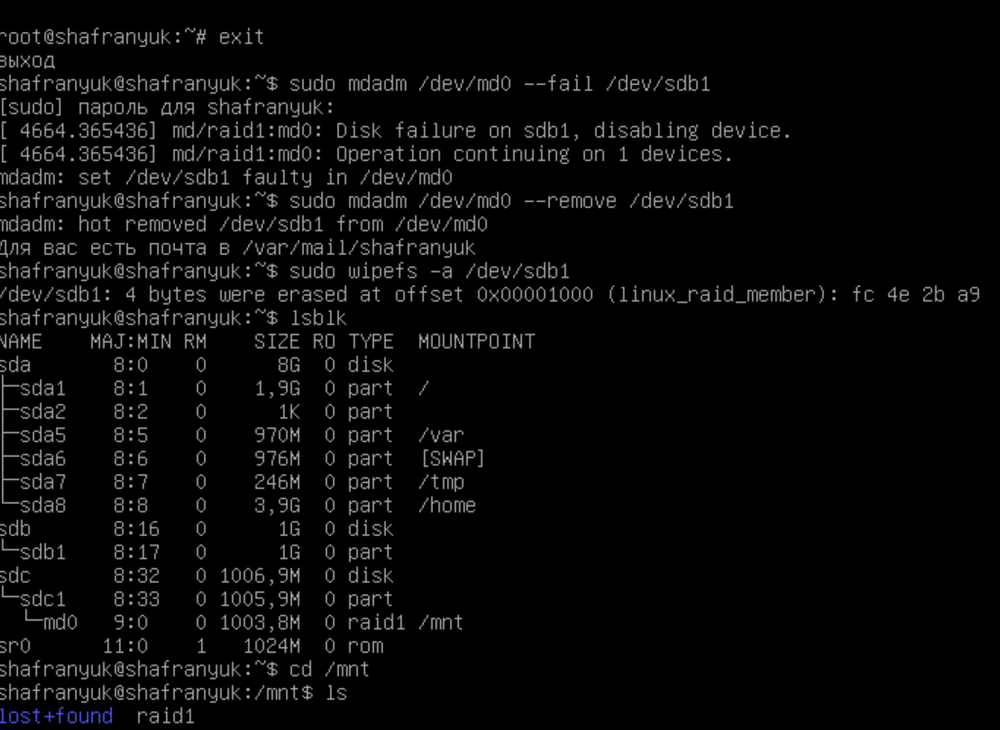 root@shafranyuk:~# exit
выход
shafranyuk@shafranyuk:~$ sudo mdadm /dev/md0 --fail /dev/sdb1
[sudo] пароль для shafranyuk:
[ 4664.365436] md/raid1:md0: Disk failure on sdb1, disabling device.
[ 4664.365436] md/raid1:md0: Operation continuing on 1 devices.
mdadm: set /dev/sdb1 faulty in /dev/md0
shafranyuk@shafranyuk:~$ sudo mdadm /dev/md0 --remove /dev/sdb1
mdadm: hot removed /dev/sdb1 from /dev/md0
Для вас есть почта в /var/mail/shafranyuk
shafranyuk@shafranyuk:~$ sudo wipefs -a /dev/sdb1
/dev/sdb1: 4 bytes were erased at offset 0x00001000 (linux_raid_member): fc 4e 2b a9
shafranyuk@shafranyuk:~$ lsblk
NAME    MAJ:MIN RM    SIZE RO TYPE  MOUNTPOINT
sda       8:0    0      8G  0 disk
├─sda1    8:1    0    1,9G  0 part  /
├─sda2    8:2    0      1K  0 part
├─sda5    8:5    0    970M  0 part  /var
├─sda6    8:6    0    976M  0 part  [SWAP]
├─sda7    8:7    0    246M  0 part  /tmp
└─sda8    8:8    0    3,9G  0 part  /home
sdb       8:16   0      1G  0 disk
└─sdb1    8:17   0      1G  0 part
sdc       8:32   0 1006,9M  0 disk
└─sdc1    8:33   0 1005,9M  0 part
  └─md0   9:0    0 1003,8M  0 raid1 /mnt
sr0      11:0    1   1024M  0 rom
shafranyuk@shafranyuk:~$ cd /mnt
shafranyuk@shafranyuk:/mnt$ ls
lost+found  raid1